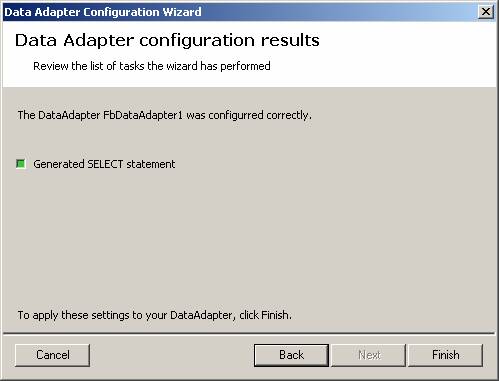 Data Adapter Configuration Wizard
Data Adapter configuration results
Review the list of tasks the wizard has performed
The DataAdapter FbDataAdapter1 was configurred correctly.
Generated SELECT statement
To apply these settings to your DataAdapter, click Finish.
Cancel
Back
Next
Finish